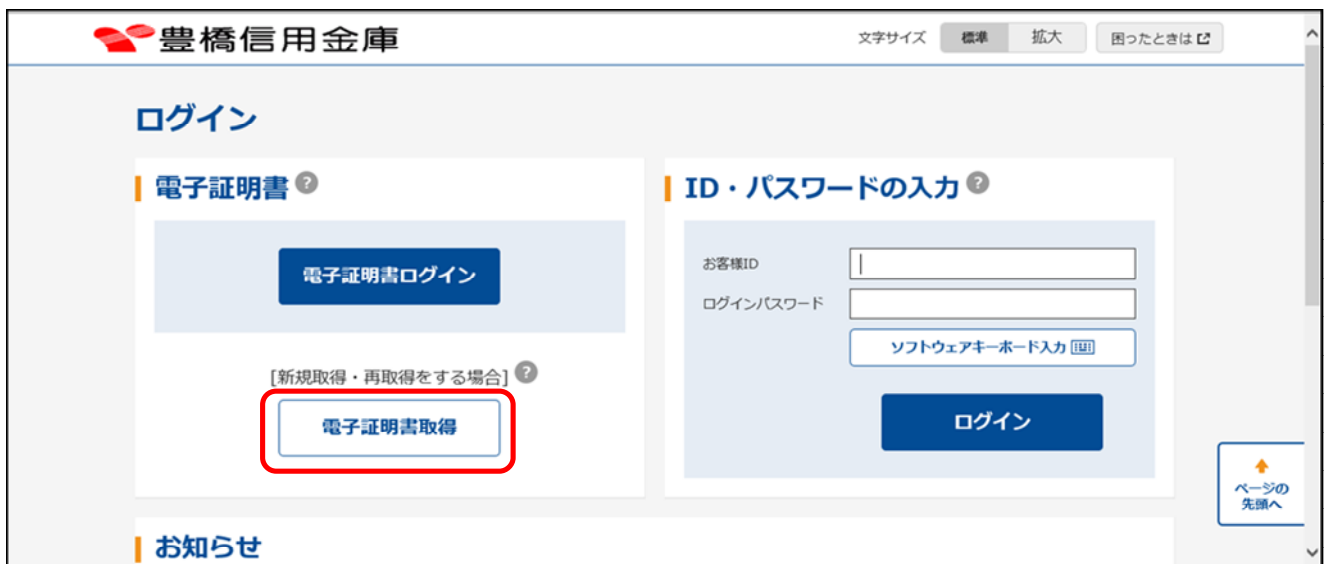 豊橋信用金庫
文字サイズ 標準 拡大 困ったときは
ログイン
電子証明書 ?
電子証明書ログイン
[新規取得・再取得をする場合] ?
電子証明書取得
ID・パスワードの入力 ?
お客様ID
ログインパスワード
ソフトウェアキーボード入力
ログイン
ページの
先頭へ
お知らせ